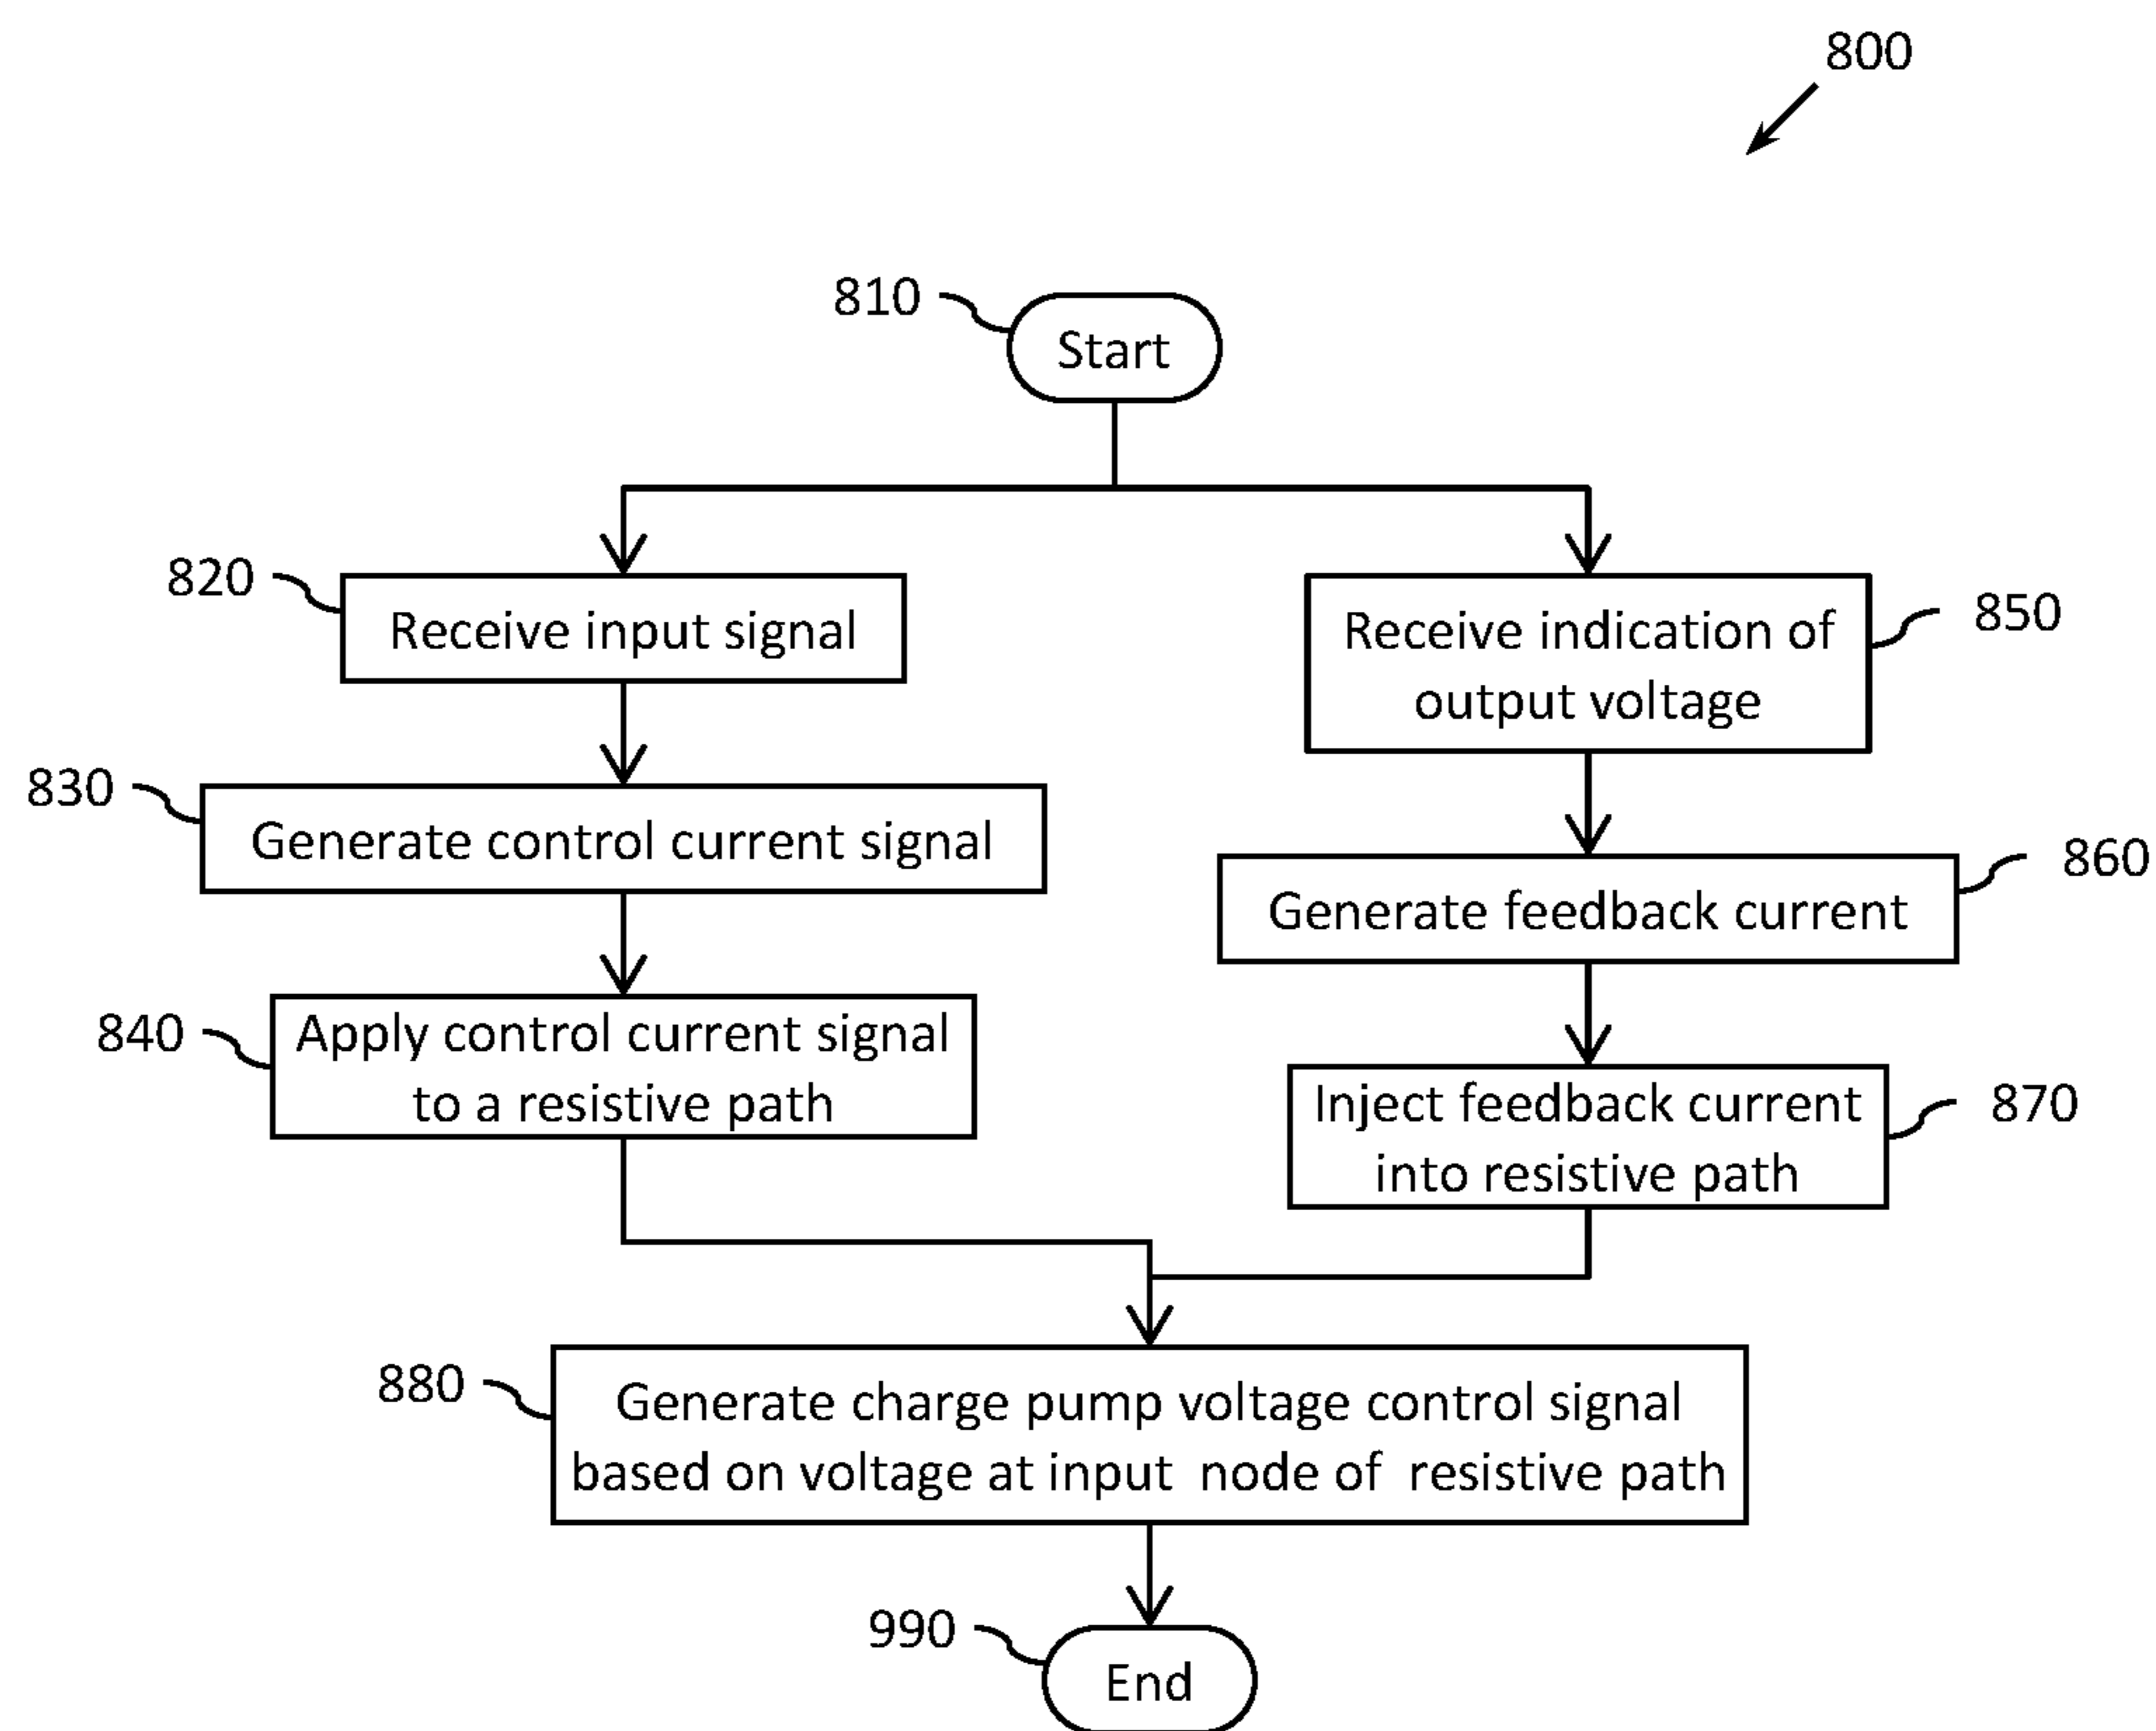 800
810
Start
820
Receive input signal
850
Receive indication of
output voltage
830
Generate control current signal
860
Generate feedback current
840
Apply control current signal
to a resistive path
870
Inject feedback current
into resistive path
880
Generate charge pump voltage control signal
based on voltage at input node of resistive path
990
End